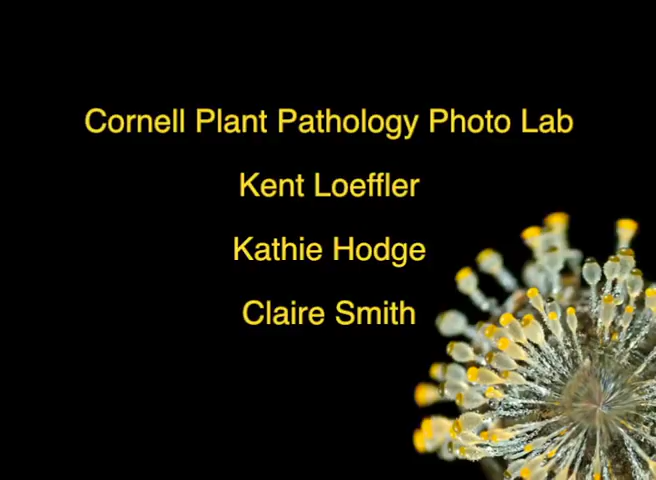 Cornell Plant Pathology Photo Lab
Kent Loeffler
Kathie Hodge
Claire Smith